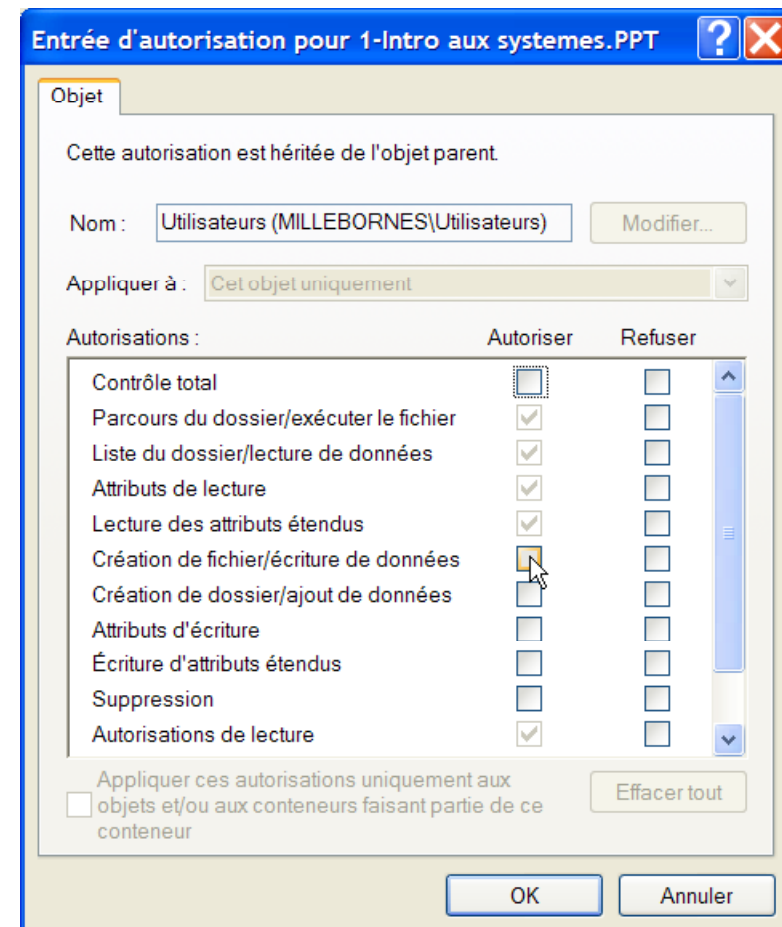 Entrée d'autorisation pour 1-Intro aux systemes.PPT
Objet
Cette autorisation est héritée de l'objet parent.
Nom : Utilisateurs (MILLEBORNES\Utilisateurs) Modifier...
Appliquer à : Cet objet uniquement
Autorisations : Autoriser Refuser
Contrôle total
Parcours du dossier/exécuter le fichier
Liste du dossier/lecture de données
Attributs de lecture
Lecture des attributs étendus
Création de fichier/écriture de données
Création de dossier/ajout de données
Attributs d'écriture
Écriture d'attributs étendus
Suppression
Autorisations de lecture
Appliquer ces autorisations uniquement aux
objets et/ou aux conteneurs faisant partie de ce
conteneur
Effacer tout
OK Annuler